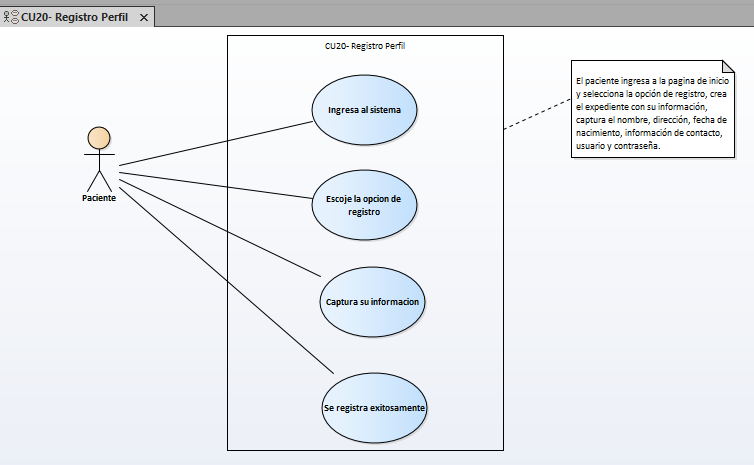 CU20- Registro Perfil
CU20- Registro Perfil
El paciente ingresa a la pagina de inicio
y selecciona la opción de registro, crea
el expediente con su información,
captura el nombre, dirección, fecha de
nacimiento, información de contacto,
usuario y contraseña.
Ingresa al sistema
Paciente
Escoje la opcion de
registro
Captura su informacion
Se registra exitosamente